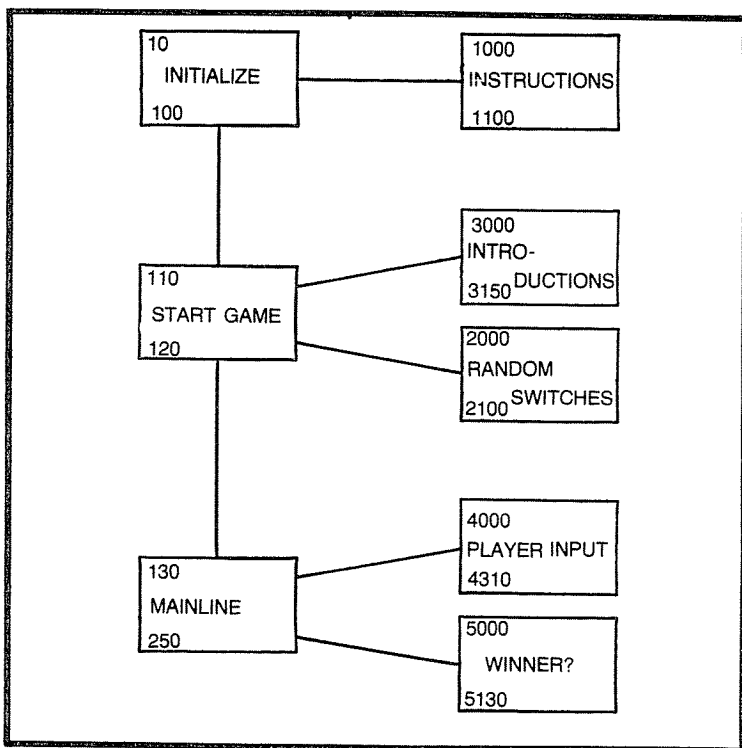 10
INITIALIZE
100
1000
INSTRUCTIONS
1100
110
START GAME
120
3000
INTRO-
3150 DUCTIONS
2000
RANDOM
2100 SWITCHES
130
MAINLINE
250
4000
PLAYER INPUT
4310
5000
WINNER?
5130